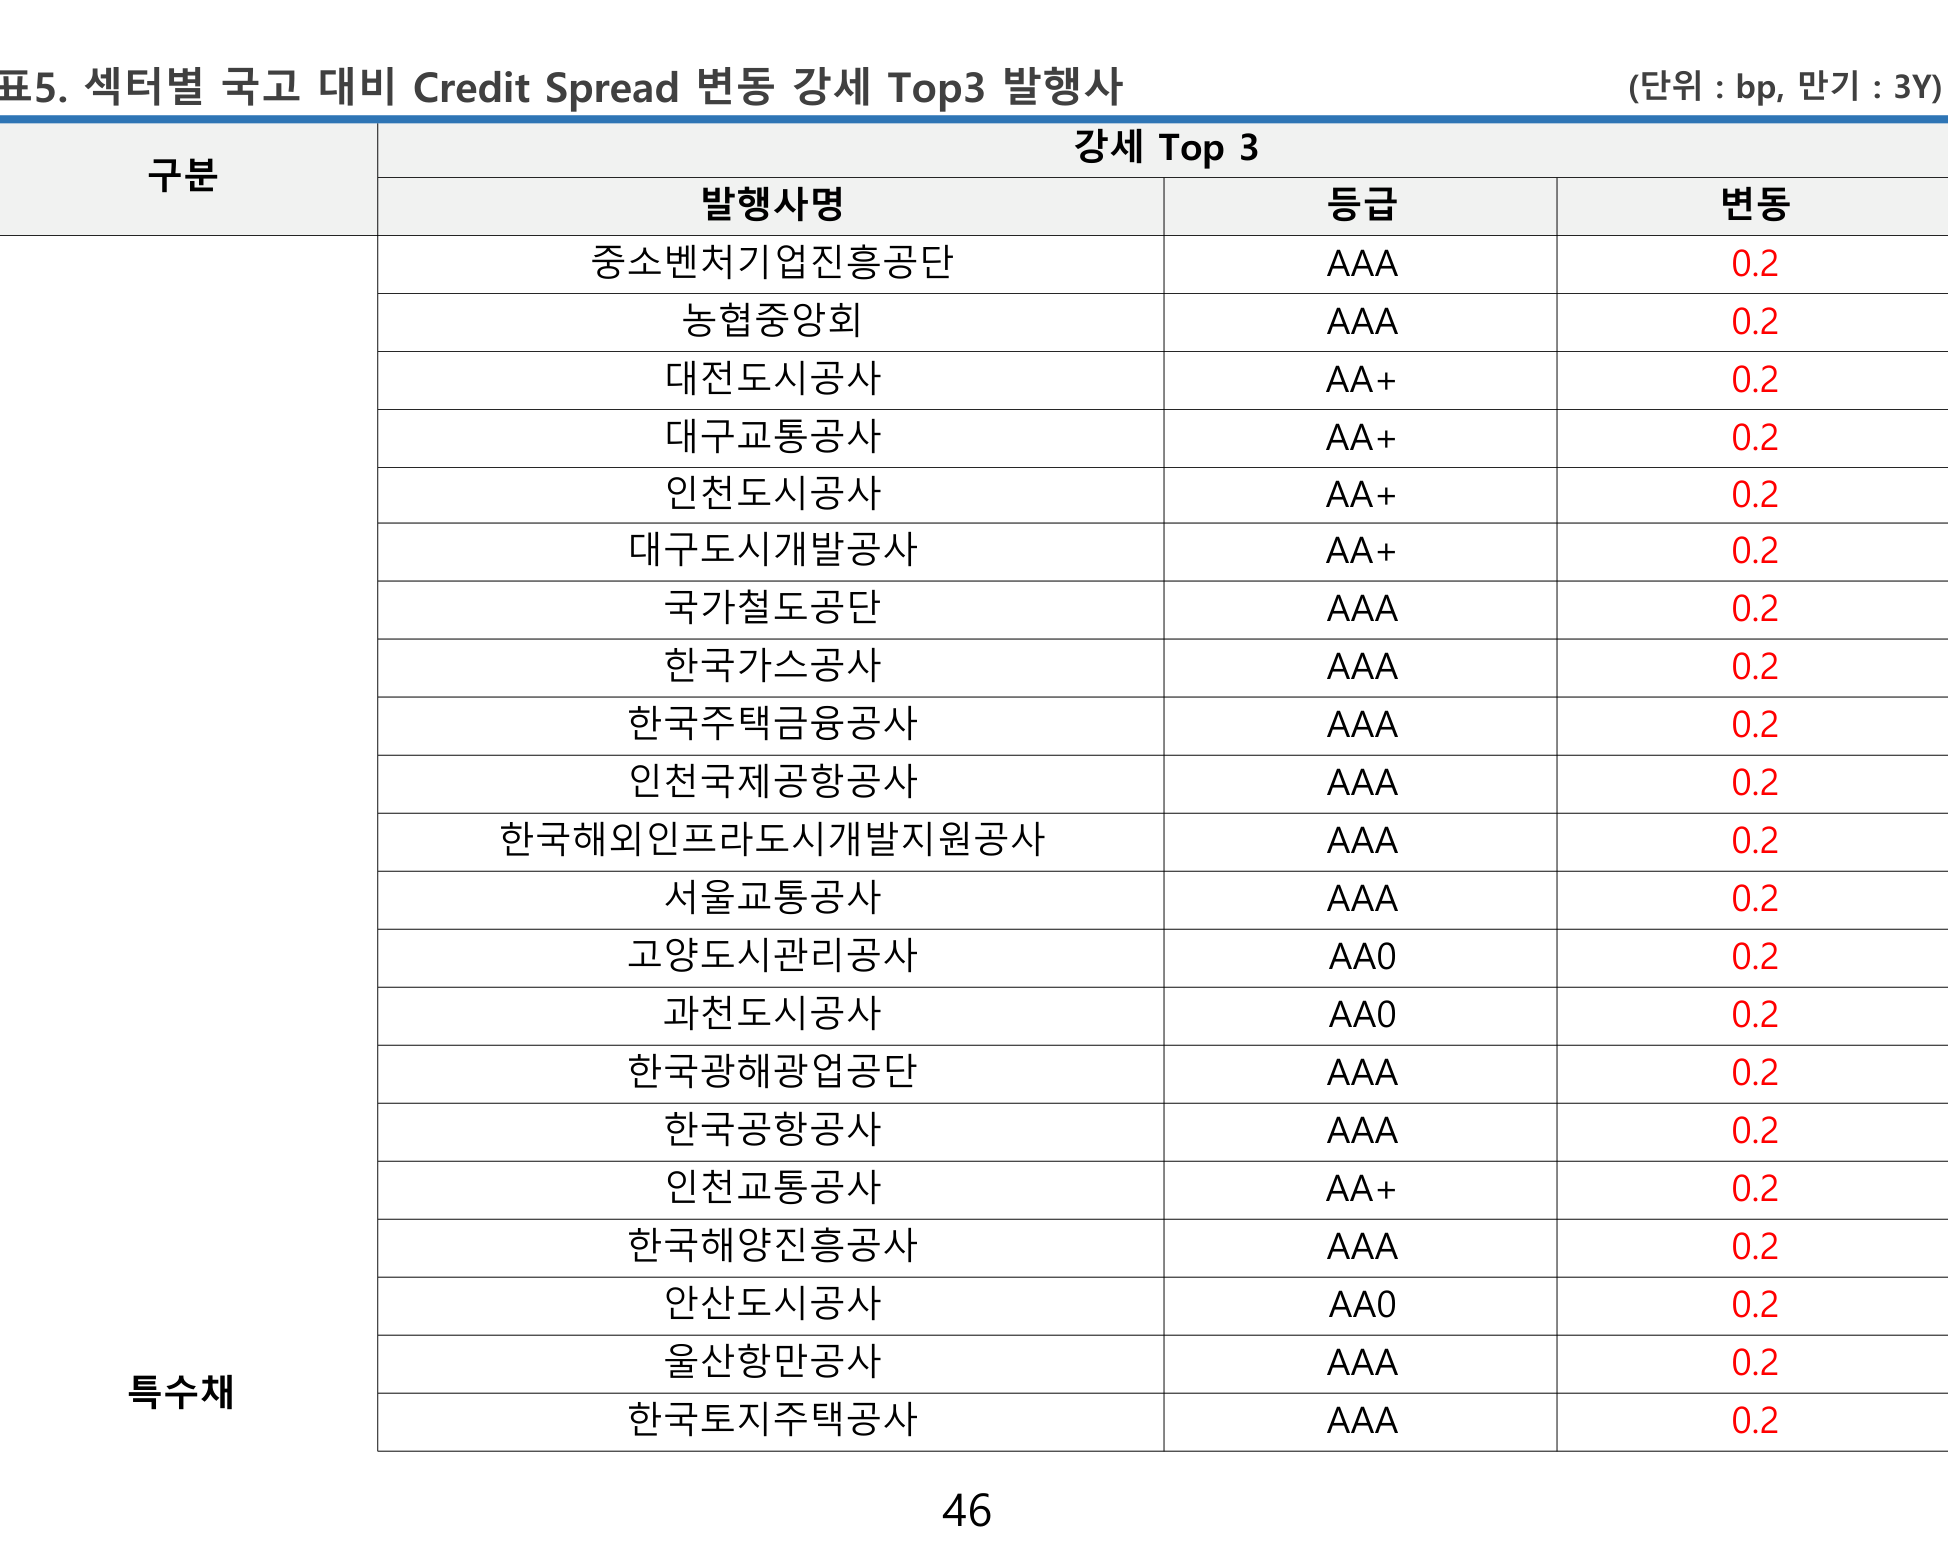 표5. 섹터별 국고 대비 Credit Spread 변동 강세 Top3 발행사 (단위 : bp, 만기 : 3Y)
구분 강세 Top 3
발행사명 등급 변동
중소벤처기업진흥공단 AAA 0.2
농협중앙회 AAA 0.2
대전도시공사 AA+ 0.2
대구교통공사 AA+ 0.2
인천도시공사 AA+ 0.2
대구도시개발공사 AA+ 0.2
국가철도공단 AAA 0.2
한국가스공사 AAA 0.2
한국주택금융공사 AAA 0.2
인천국제공항공사 AAA 0.2
한국해외인프라도시개발지원공사 AAA 0.2
서울교통공사 AAA 0.2
고양도시관리공사 AA0 0.2
과천도시공사 AA0 0.2
한국광해광업공단 AAA 0.2
한국공항공사 AAA 0.2
인천교통공사 AA+ 0.2
한국해양진흥공사 AAA 0.2
안산도시공사 AA0 0.2
울산항만공사 AAA 0.2
특수채 한국토지주택공사 AAA 0.2
46